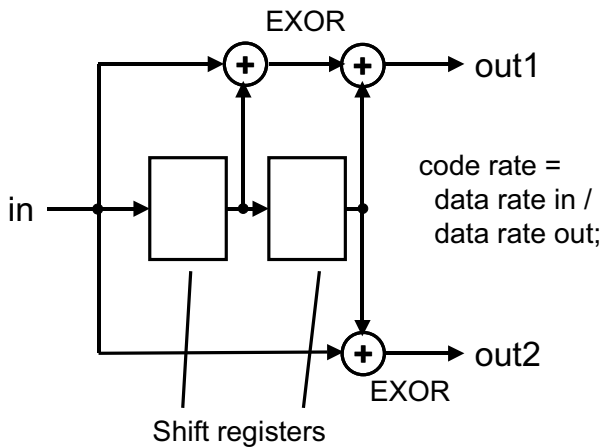 EXOR
out1
code rate =
data rate in /
data rate out;
in
out2
EXOR
Shift registers